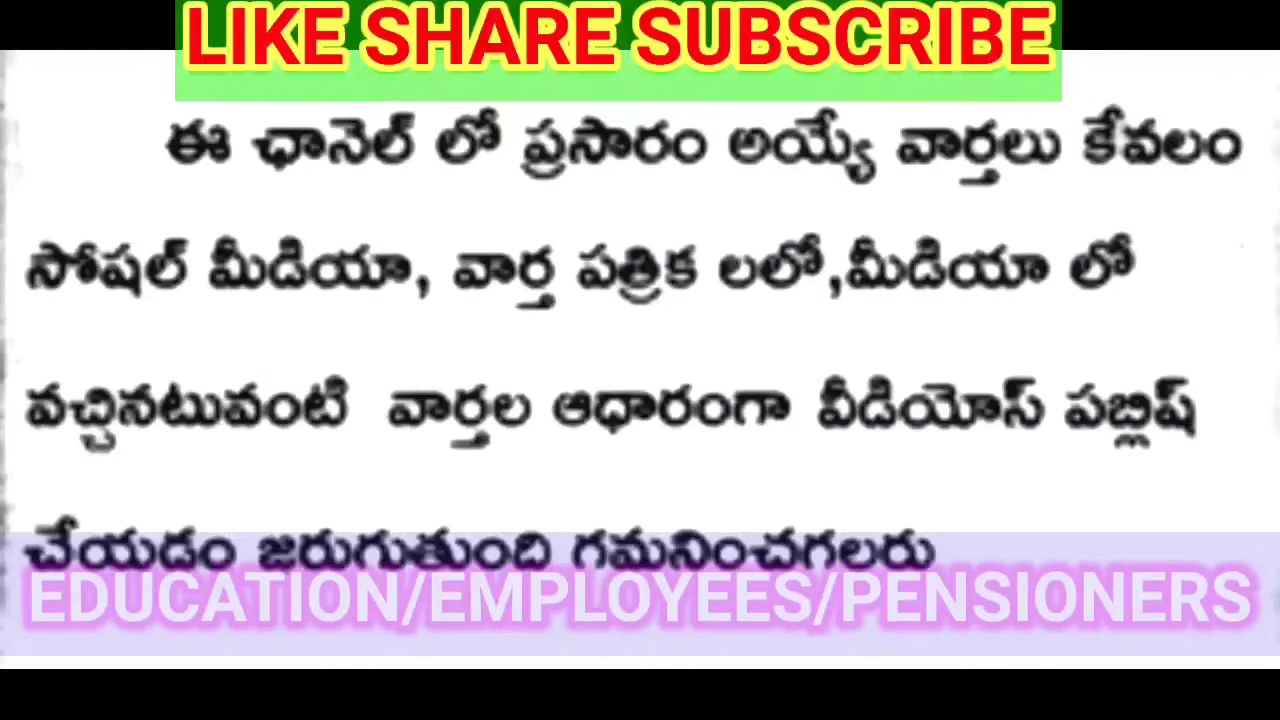 LIKE SHARE SUBSCRIBE
ఈ ఛానెల్ లో ప్రసారం అయ్యే వార్తలు కేవలం
సోషల్ మీడియా, వార్త పత్రిక లలో,మీడియా లో
వచ్చినటువంటి వార్తల ఆధారంగా వీడియోస్ పబ్లిష్
చేయడం జరుగుతుంది గమనించగలరు
EDUCATION/EMPLOYEES/PENSIONERS